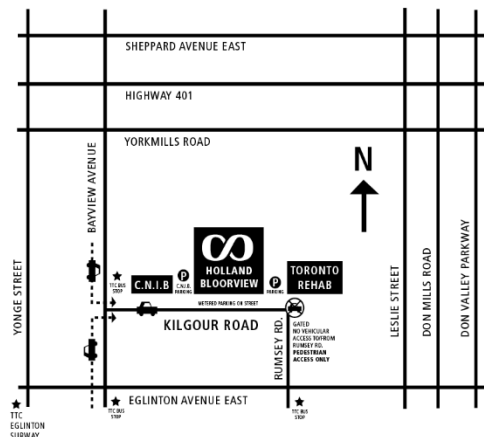 SHEPPARD AVENUE EAST
HIGHWAY 401
YORKMILLS ROAD
N
YONGE STREET
BAYVIEW AVENUE
LESLIE STREET
DON MILLS ROAD
DON VALLEY PARKWAY
TTC BUS
STOP
C.N.I.B
P
C.N.I.B.
PARKING
HOLLAND
BLOORVIEW
P
PARKING
TORONTO
REHAB
METERED PARKING ON STREET
KILGOUR ROAD
RUMSEY RD.
GATED
NO VEHICULAR
ACCESS TO/FROM
RUMSEY RD.
PEDESTRIAN
ACCESS ONLY
EGLINTON AVENUE EAST
TTC
EGLINTON
SUBWAY
TTC BUS
STOP
TTC BUS
STOP